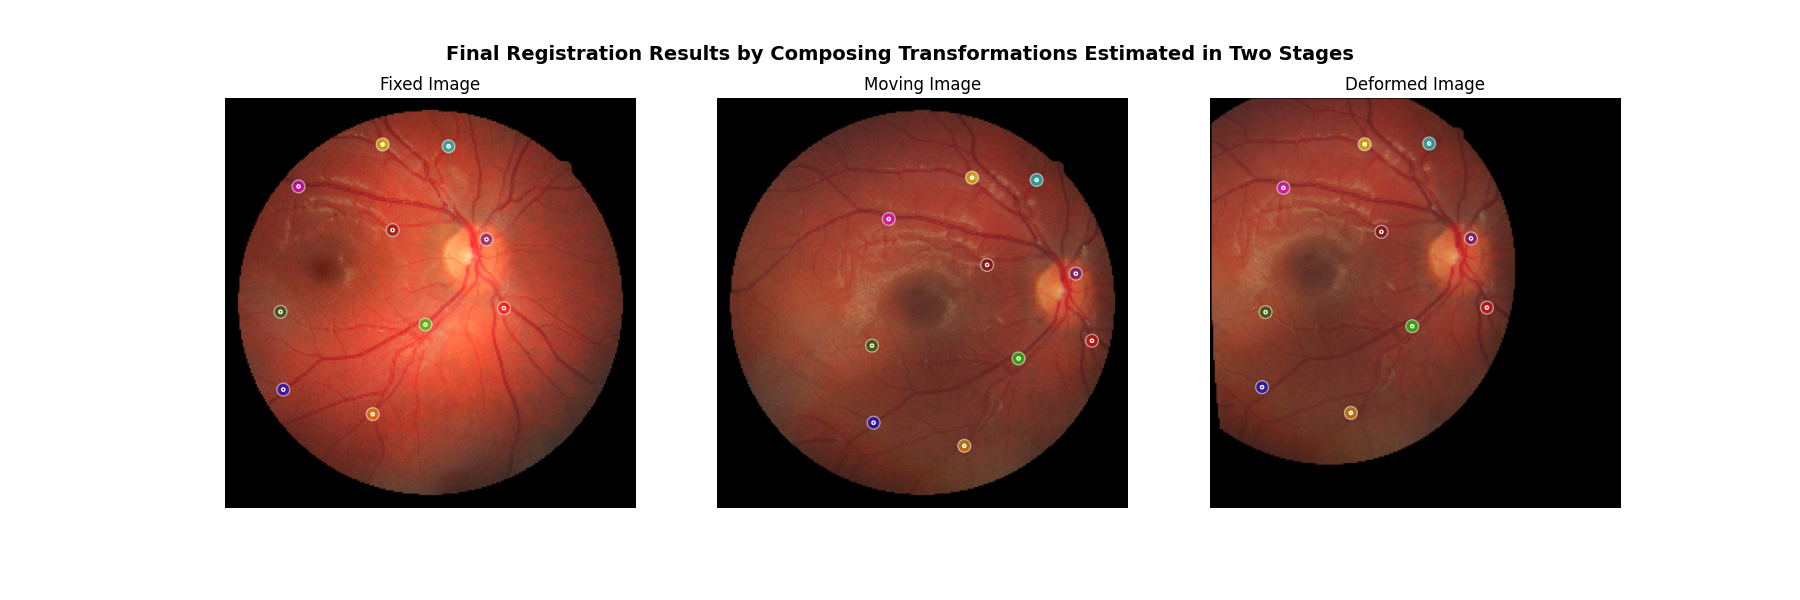 Final Registration Results by Composing Transformations Estimated in Two Stages
Fixed Image
Moving Image
Deformed Image